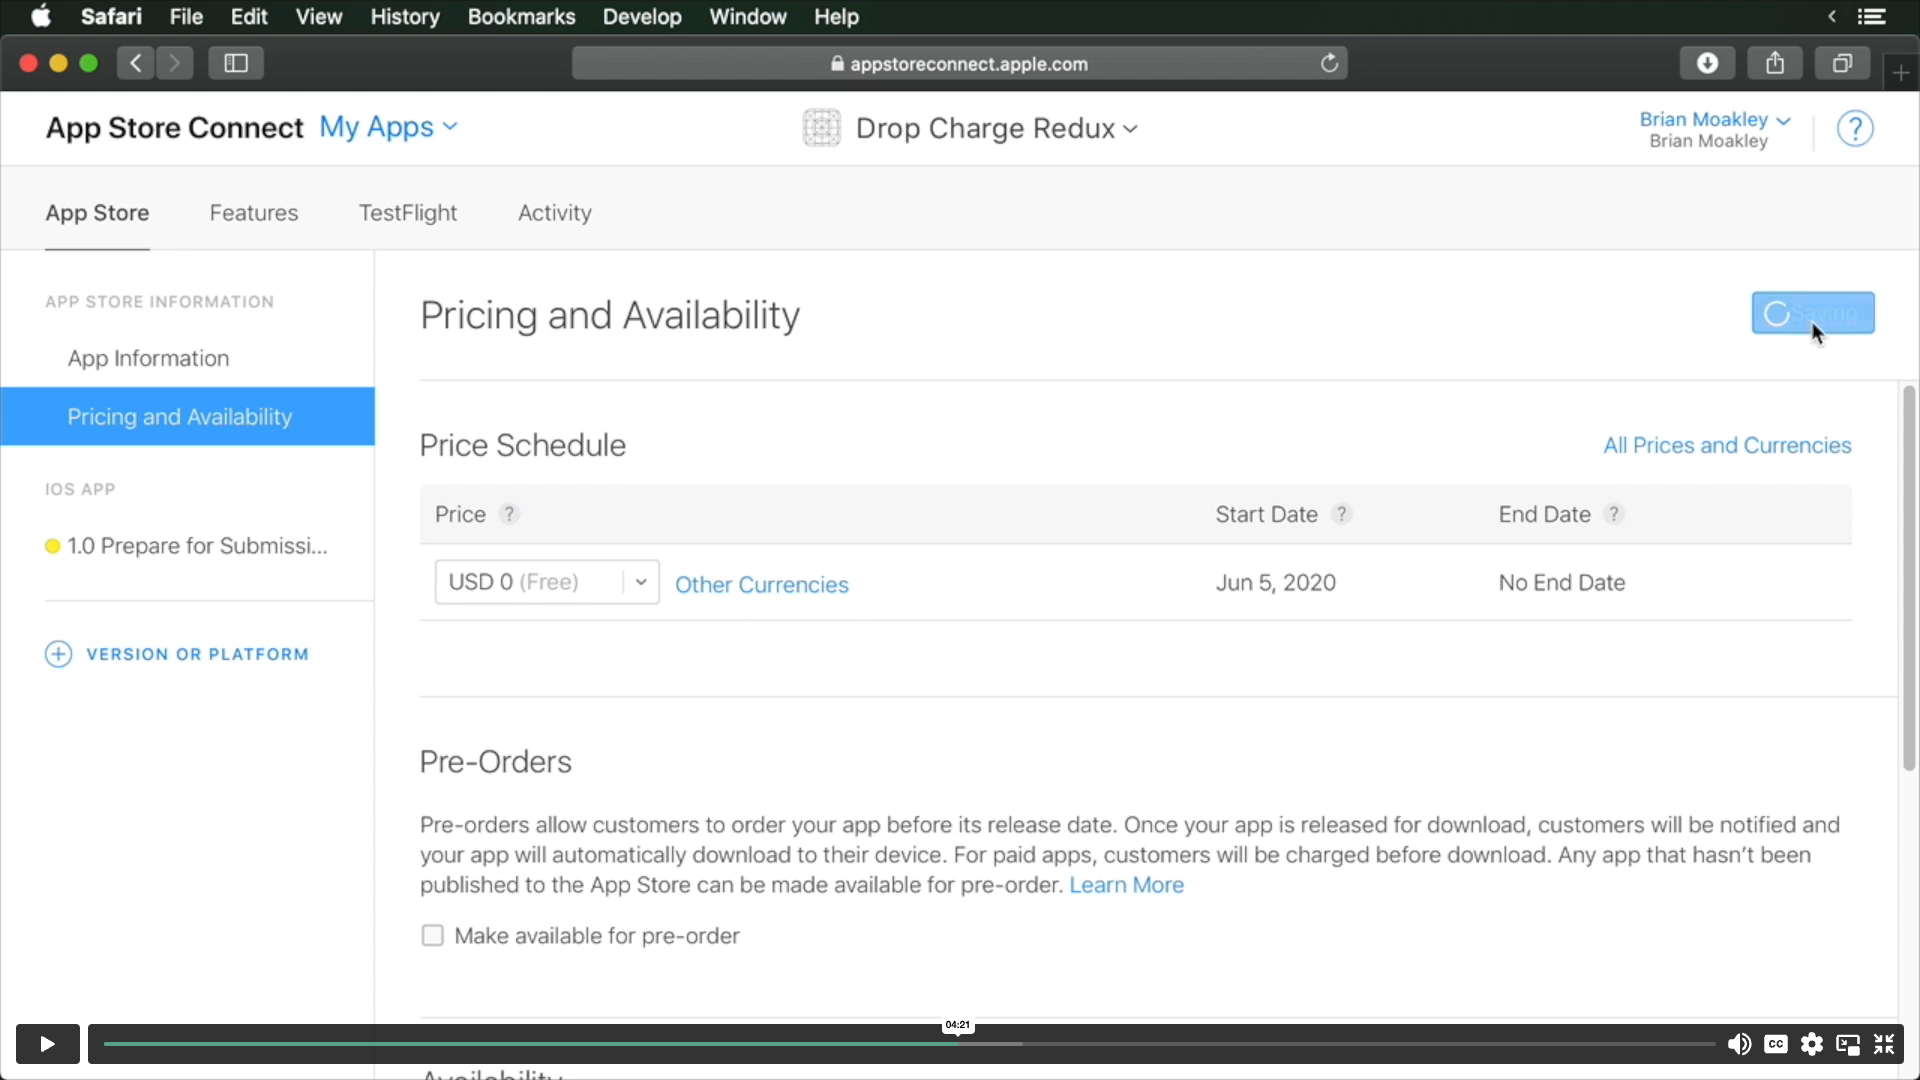 Safari File Edit View History Bookmarks Develop Window Help
appstoreconnect.apple.com
App Store Connect My Apps
Drop Charge Redux
Brian Moakley
Brian Moakley
?
App Store Features TestFlight Activity
APP STORE INFORMATION
App Information
Pricing and Availability
IOS APP
1.0 Prepare for Submissi...
VERSION OR PLATFORM
Pricing and Availability
Saving
Price Schedule
All Prices and Currencies
Price ? Start Date ? End Date ?
USD 0 (Free) Other Currencies Jun 5, 2020 No End Date
Pre-Orders
Pre-orders allow customers to order your app before its release date. Once your app is released for download, customers will be notified and
your app will automatically download to their device. For paid apps, customers will be charged before download. Any app that hasn't been
published to the App Store can be made available for pre-order. Learn More
Make available for pre-order
04:21
CC
Availability